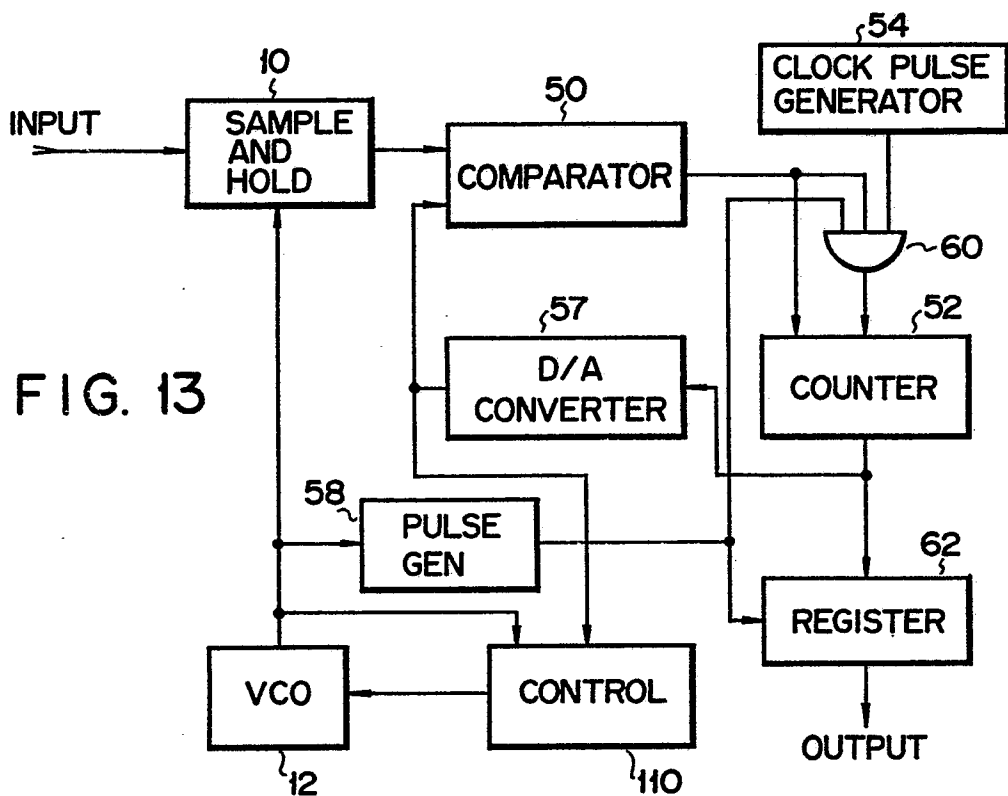 54
CLOCK PULSE
GENERATOR
10
INPUT
SAMPLE
AND
HOLD
50
COMPARATOR
60
57
D/A
CONVERTER
52
COUNTER
FIG. 13
58
PULSE
GEN
62
REGISTER
VCO
CONTROL
OUTPUT
12
110